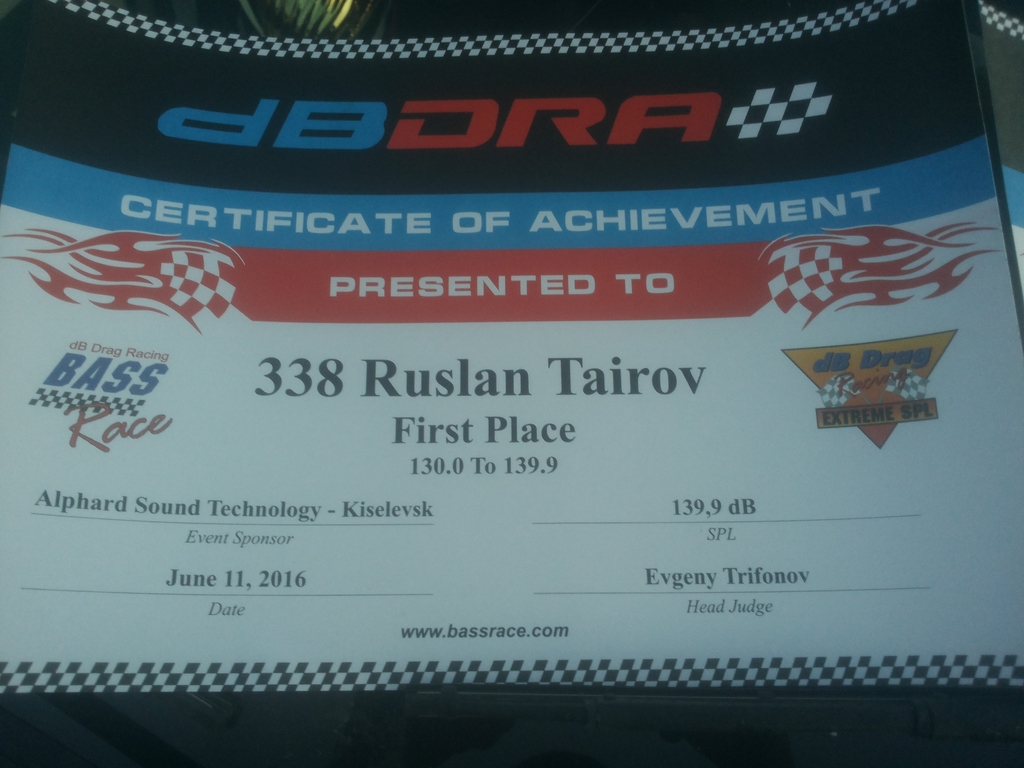 dBDRA
CERTIFICATE OF ACHIEVEMENT
PRESENTED TO
dB Drag Racing
BASS
Race
dB Drag
Racing
EXTREME SPL
338 Ruslan Tairov
First Place
130.0 To 139.9
Alphard Sound Technology - Kiselevsk
Event Sponsor
139,9 dB
SPL
June 11, 2016
Date
Evgeny Trifonov
Head Judge
www.bassrace.com